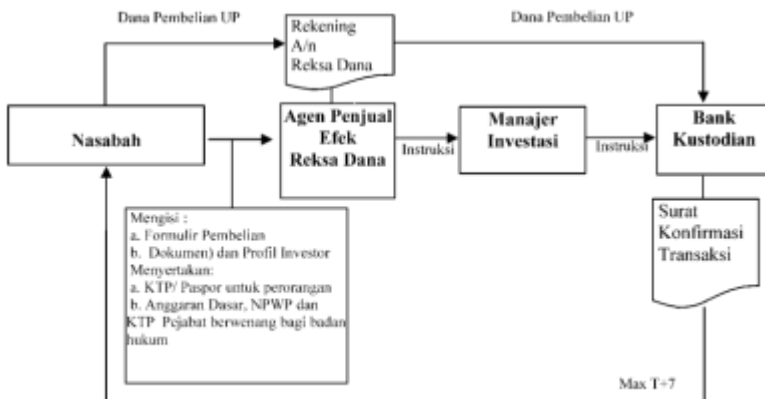 Dana Pembelian UP
Rekening
A/n
Reksa Dana
Dana Pembelian UP
Nasabah
Agen Penjual
Efek
Reksa Dana
Instruksi
Manajer
Investasi
Instruksi
Bank
Kustodian
Mengisi :
a. Formulir Pembelian
b. Dokumen) dan Profil Investor
Menyertakan:
a. KTP/ Paspor untuk perorangan
b. Anggaran Dasar, NPWP dan
KTP Pejabat berwenang bagi badan
hukum
Surat
Konfirmasi
Transaksi
Max T+7